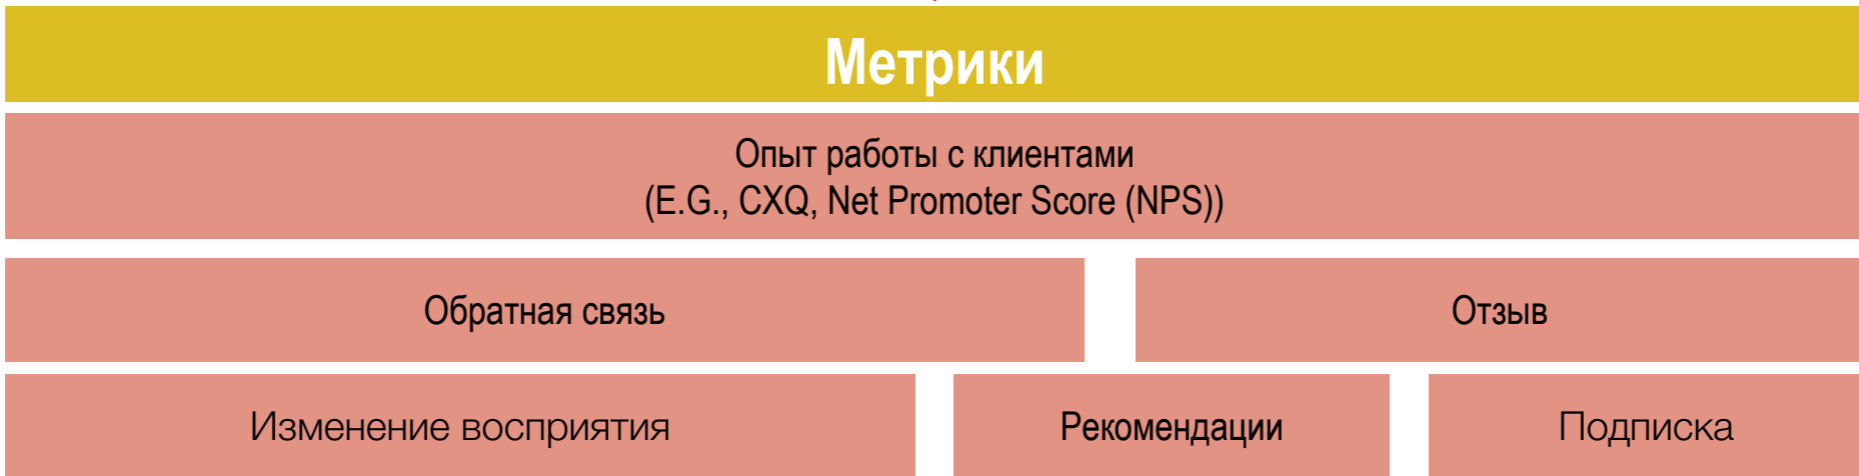 Метрики
Опыт работы с клиентами
(E.G., CXQ, Net Promoter Score (NPS))
Обратная связь
Отзыв
Изменение восприятия
Рекомендации
Подписка